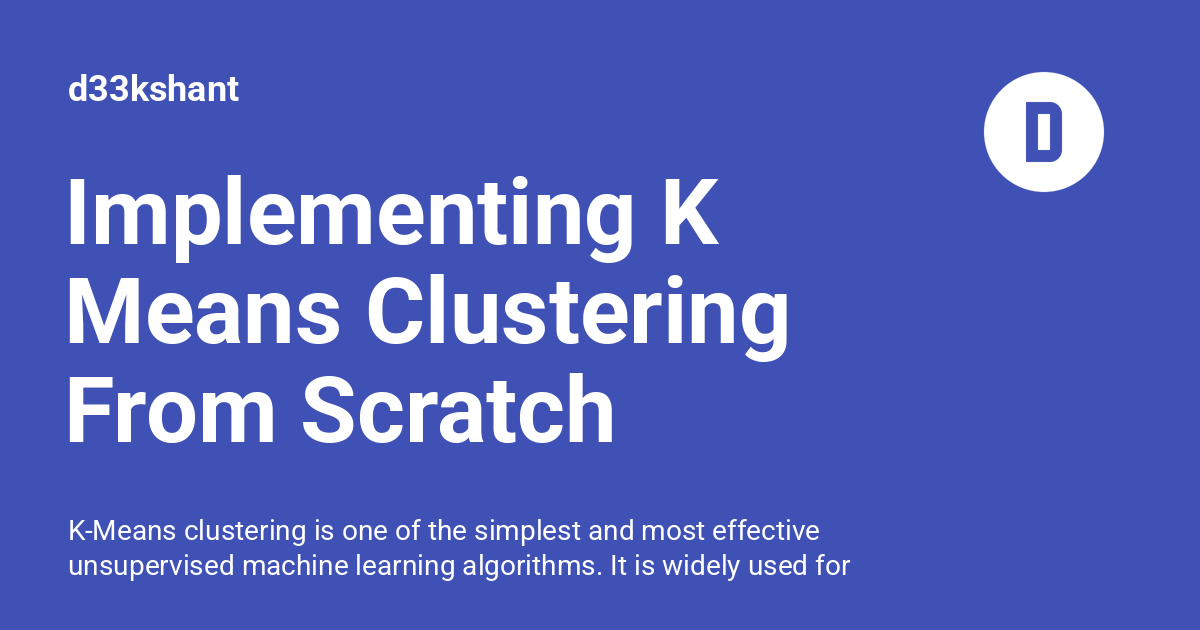 d33kshant
D
Implementing K
Means Clustering
From Scratch
K-Means clustering is one of the simplest and most effective
unsupervised machine learning algorithms. It is widely used for